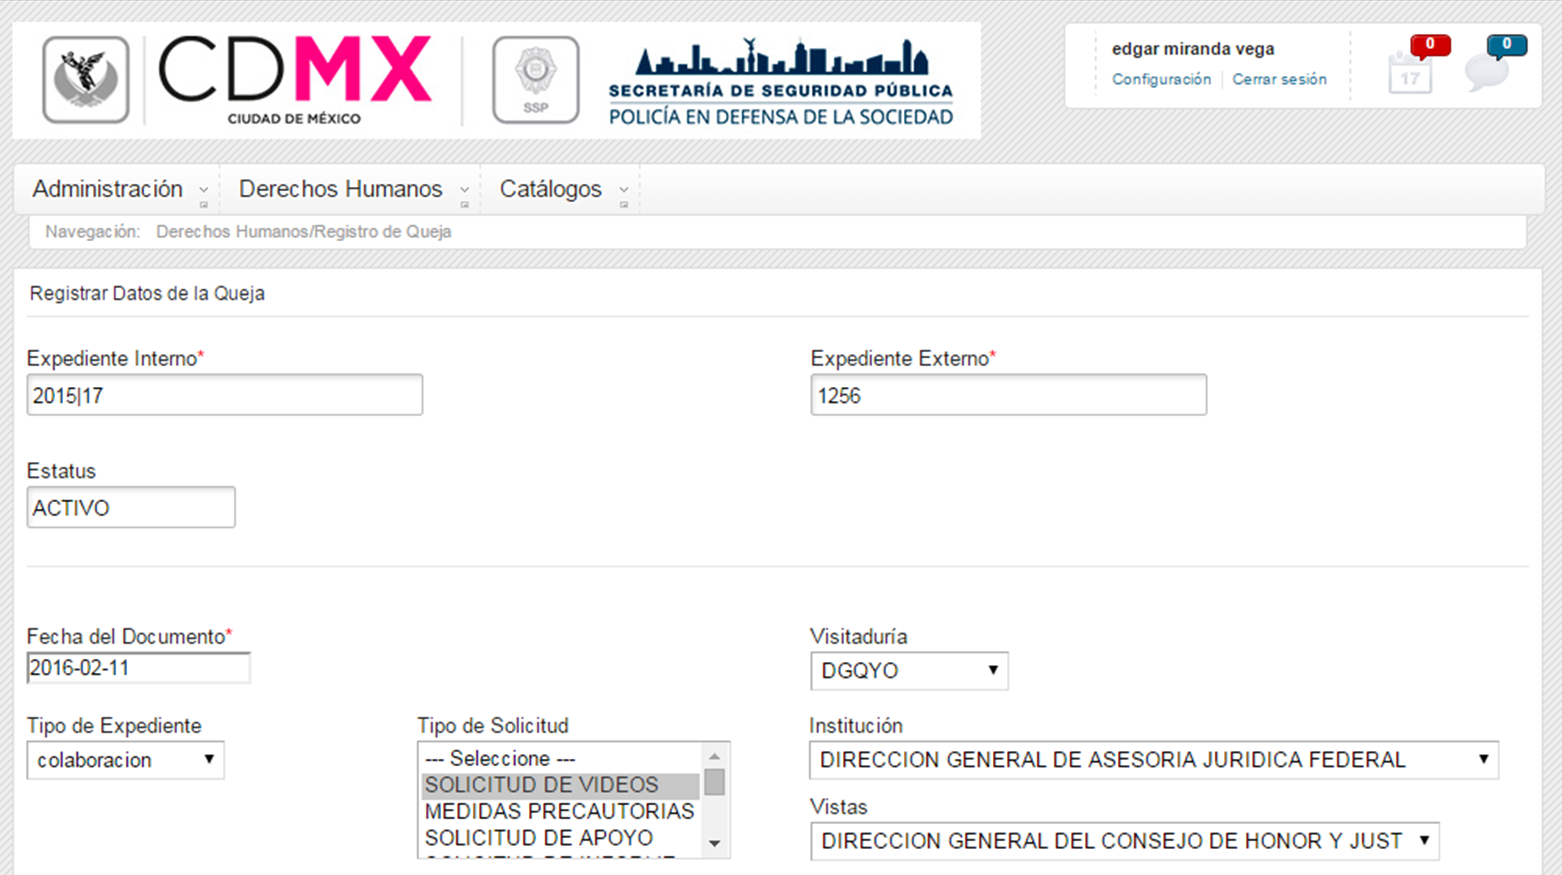 CDMX
CIUDAD DE MÉXICO
SSP
SECRETARÍA DE SEGURIDAD PÚBLICA
POLICÍA EN DEFENSA DE LA SOCIEDAD
edgar miranda vega
Configuración Cerrar sesión
0
17
0
Administración Derechos Humanos Catálogos
Navegación: Derechos Humanos/Registro de Queja
Registrar Datos de la Queja
Expediente Interno* Expediente Externo*
2015|17 1256
Estatus
ACTIVO
Fecha del Documento* Visitaduría
2016-02-11 DGQYO
Tipo de Expediente Tipo de Solicitud Institución
colaboracion --- Seleccione --- DIRECCION GENERAL DE ASESORIA JURIDICA FEDERAL
SOLICITUD DE VIDEOS
MEDIDAS PRECAUTORIAS Vistas
SOLICITUD DE APOYO DIRECCION GENERAL DEL CONSEJO DE HONOR Y JUST